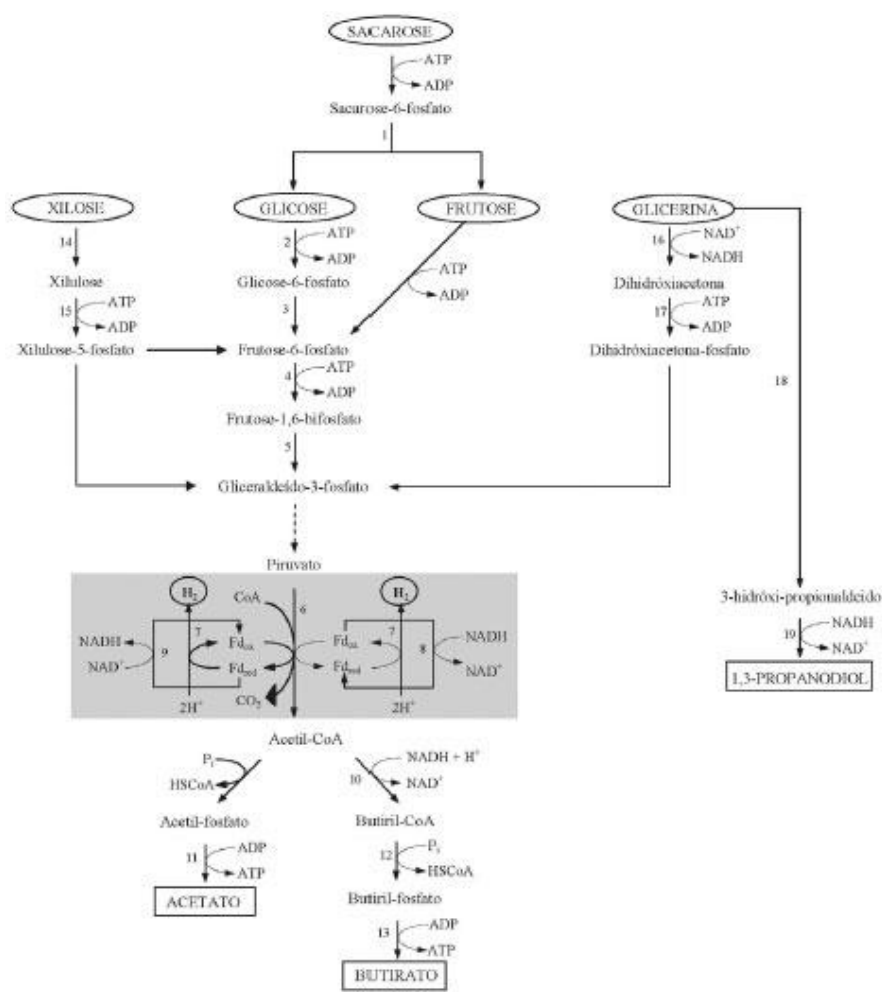 SACAROSE
ATP
ADP
Sacarose-6-fosfato
1
XILOSE
GLICOSE
FRUTOSE
GLICERINA
14
2
ATP
ADP
16
NAD⁺
NADH
Xilulose
Glicose-6-fosfato
ATP
ADP
Dihidróxiacetona
15
ATP
ADP
3
17
ATP
ADP
Xilulose-5-fosfato
Frutose-6-fosfato
Dihidróxiacetona-fosfato
4
ATP
ADP
18
Frutose-1,6-bifosfato
5
Gliceraldeído-3-fosfato
Piruvato
H₂
CoA
6
H₂
3-hidróxi-propionaldeído
NADH
NAD⁺
9
7
Fdox
Fdred
Fdox
Fdred
7
8
NADH
NAD⁺
19
NADH
NAD⁺
2H⁺
CO₂
2H⁺
1,3-PROPANODIOL
Acetil-CoA
Pi
HSCoA
10
NADH + H⁺
NAD⁺
Acetil-fosfato
Butiril-CoA
11
ADP
ATP
12
Pi
HSCoA
ACETATO
Butiril-fosfato
13
ADP
ATP
BUTIRATO